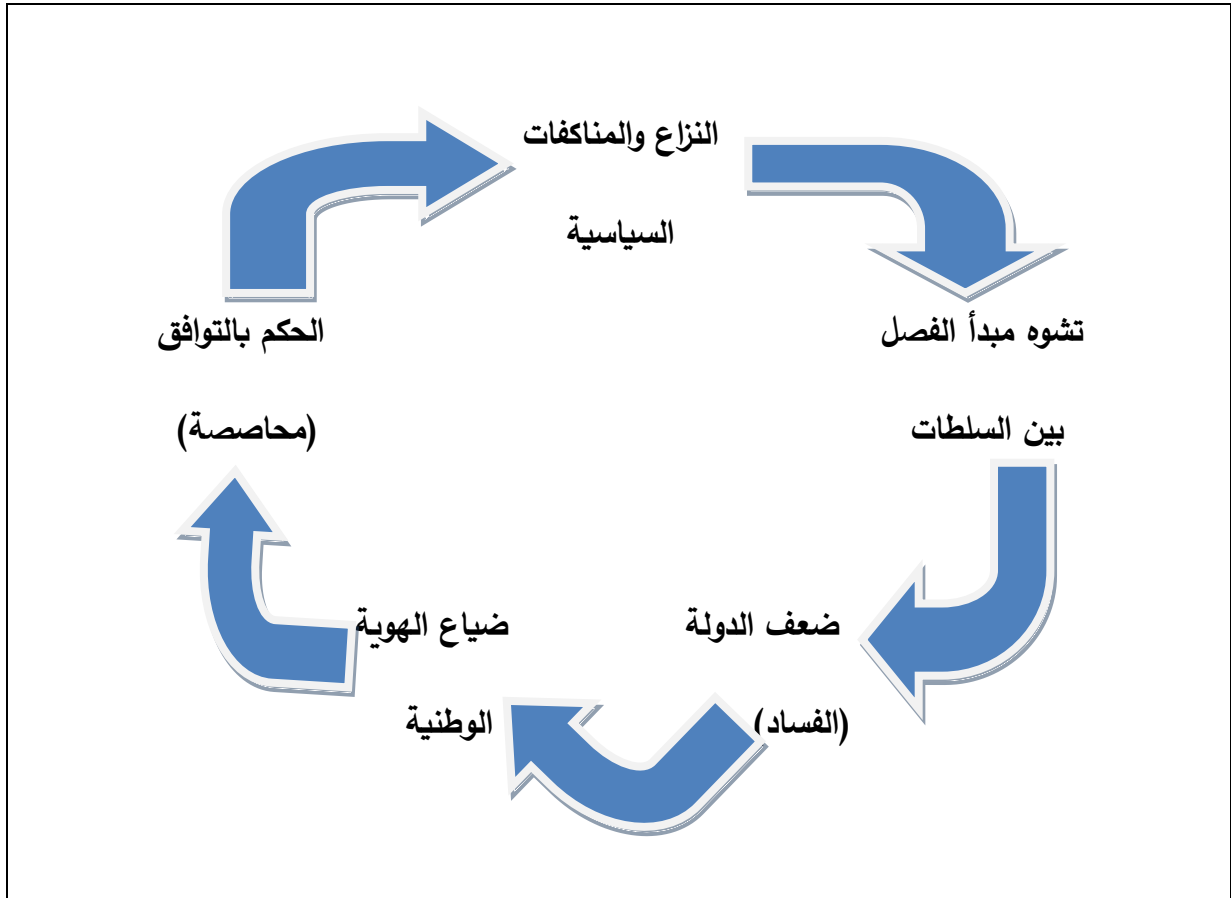 النزاع والمناكفات
السياسية
تشوه مبدأ الفصل
بين السلطات
ضعف الدولة
(الفساد)
ضياع الهوية
الوطنية
الحكم بالتوافق
(محاصصة)